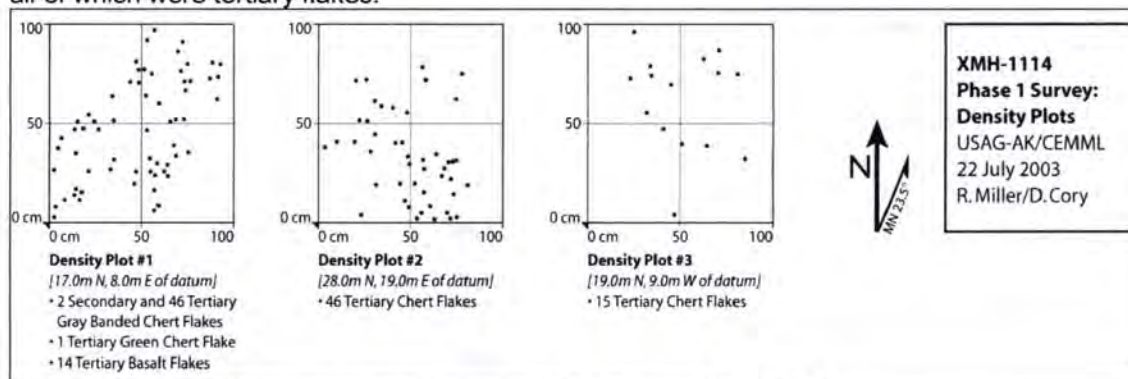 all of which were tertiary flakes.
100
50
0 cm
0 cm
50
100
Density Plot #1
[17.0m N, 8.0m E of datum]
• 2 Secondary and 46 Tertiary
Gray Banded Chert Flakes
• 1 Tertiary Green Chert Flake
• 14 Tertiary Basalt Flakes
100
50
0 cm
0 cm
50
100
Density Plot #2
[28.0m N, 19.0m E of datum]
• 46 Tertiary Chert Flakes
100
50
0 cm
0 cm
50
100
Density Plot #3
[19.0m N, 9.0m W of datum]
• 15 Tertiary Chert Flakes
N
MN 23.5°
XMH-1114
Phase 1 Survey:
Density Plots
USAG-AK/CEMML
22 July 2003
R. Miller/D. Cory